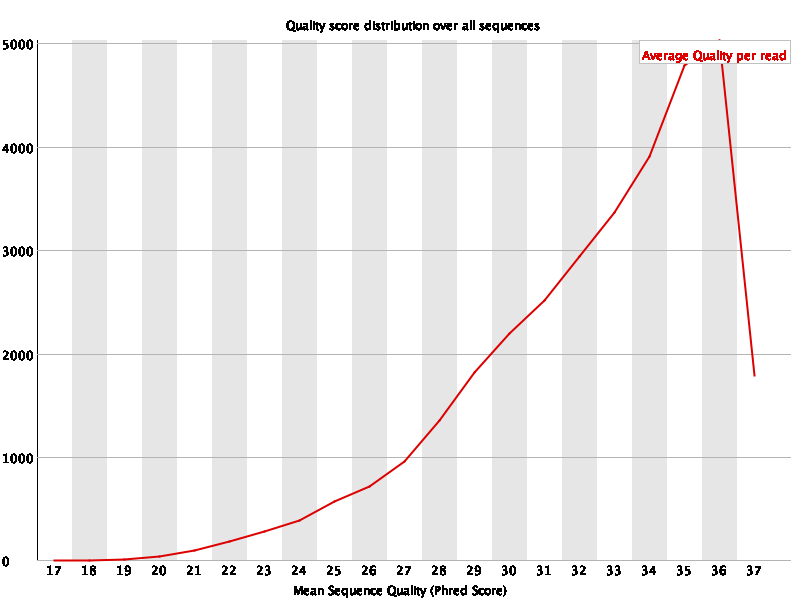 Quality score distribution over all sequences
Average Quality per read
5000
4000
3000
2000
1000
0
17 18 19 20 21 22 23 24 25 26 27 28 29 30 31 32 33 34 35 36 37
Mean Sequence Quality (Phred Score)